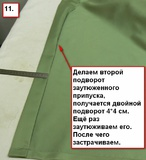 11.
Делаем второй
подворот
заутюженного
припуска,
получается двойной
подворот 4*4 см.
Ещё раз
заутюживаем его.
После чего
застрачиваем.